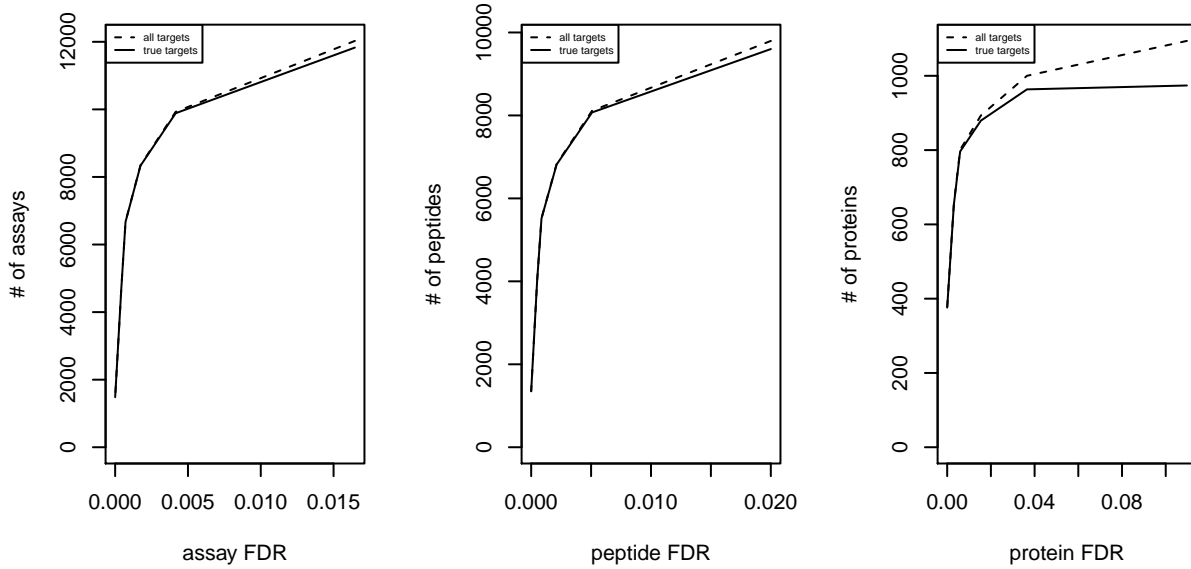 all targets
true targets
# of assays
0
2000
4000
6000
8000
10000
12000
0.000
0.005
0.010
0.015
assay FDR
all targets
true targets
# of peptides
0
2000
4000
6000
8000
10000
0.000
0.010
0.020
peptide FDR
all targets
true targets
# of proteins
0
200
400
600
800
1000
0.00
0.04
0.08
protein FDR